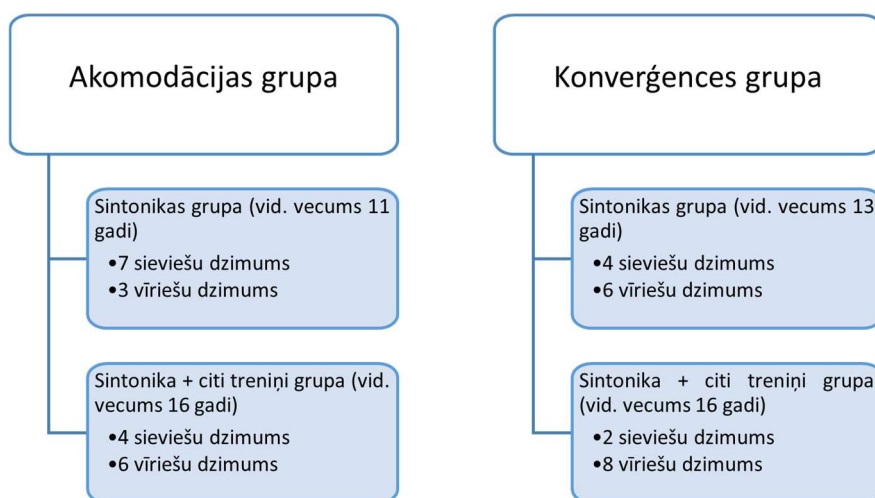 Akomodācijas grupa
Sintonikas grupa (vid. vecums 11
gadi)
•7 sieviešu dzimums
•3 vīriešu dzimums
Sintonika + citi treniņi grupa (vid.
vecums 16 gadi)
•4 sieviešu dzimums
•6 vīriešu dzimums
Konverģences grupa
Sintonikas grupa (vid. vecums 13
gadi)
•4 sieviešu dzimums
•6 vīriešu dzimums
Sintonika + citi treniņi grupa
(vid. vecums 16 gadi)
•2 sieviešu dzimums
•8 vīriešu dzimums